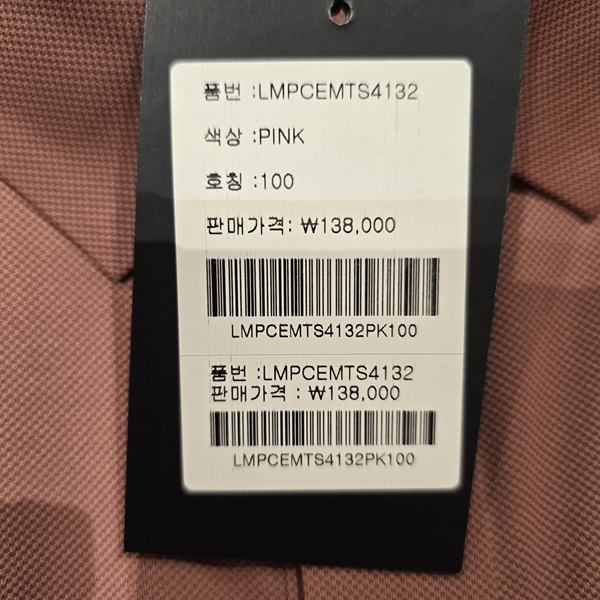 품번 :LMPCEMTS4132
색상 :PINK
호칭 :100
판매가격: ₩138,000
LMPCEMTS4132PK100
품번 :LMPCEMTS4132
판매가격 : ₩138,000
LMPCEMTS4132PK100